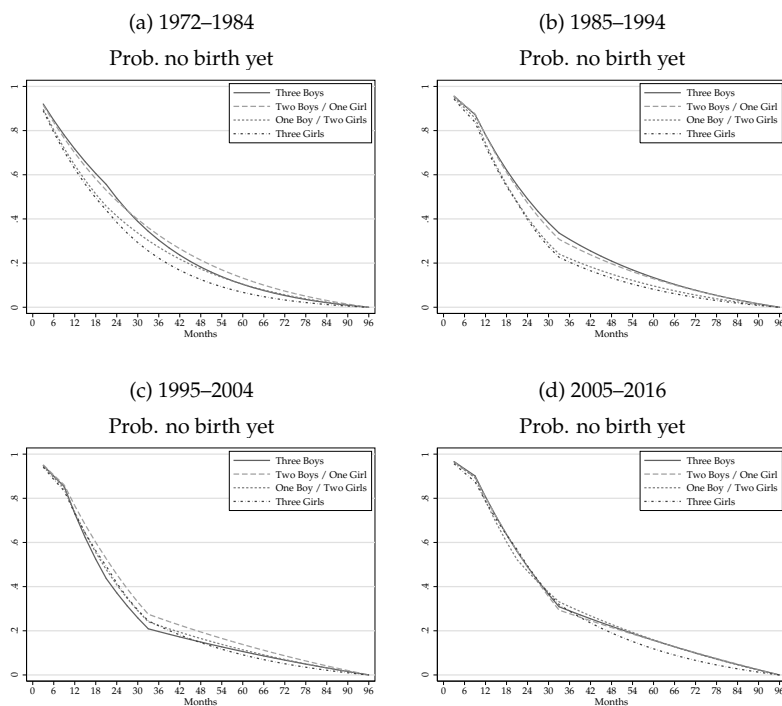 (a) 1972–1984
Prob. no birth yet
1
.8
.6
.4
.2
0
Three Boys
Two Boys / One Girl
One Boy / Two Girls
Three Girls
0 6 12 18 24 30 36 42 48 54 60 66 72 78 84 90 96
Months
(b) 1985–1994
Prob. no birth yet
1
.8
.6
.4
.2
0
Three Boys
Two Boys / One Girl
One Boy / Two Girls
Three Girls
0 6 12 18 24 30 36 42 48 54 60 66 72 78 84 90 96
Months
(c) 1995–2004
Prob. no birth yet
1
.8
.6
.4
.2
0
Three Boys
Two Boys / One Girl
One Boy / Two Girls
Three Girls
0 6 12 18 24 30 36 42 48 54 60 66 72 78 84 90 96
Months
(d) 2005–2016
Prob. no birth yet
1
.8
.6
.4
.2
0
Three Boys
Two Boys / One Girl
One Boy / Two Girls
Three Girls
0 6 12 18 24 30 36 42 48 54 60 66 72 78 84 90 96
Months